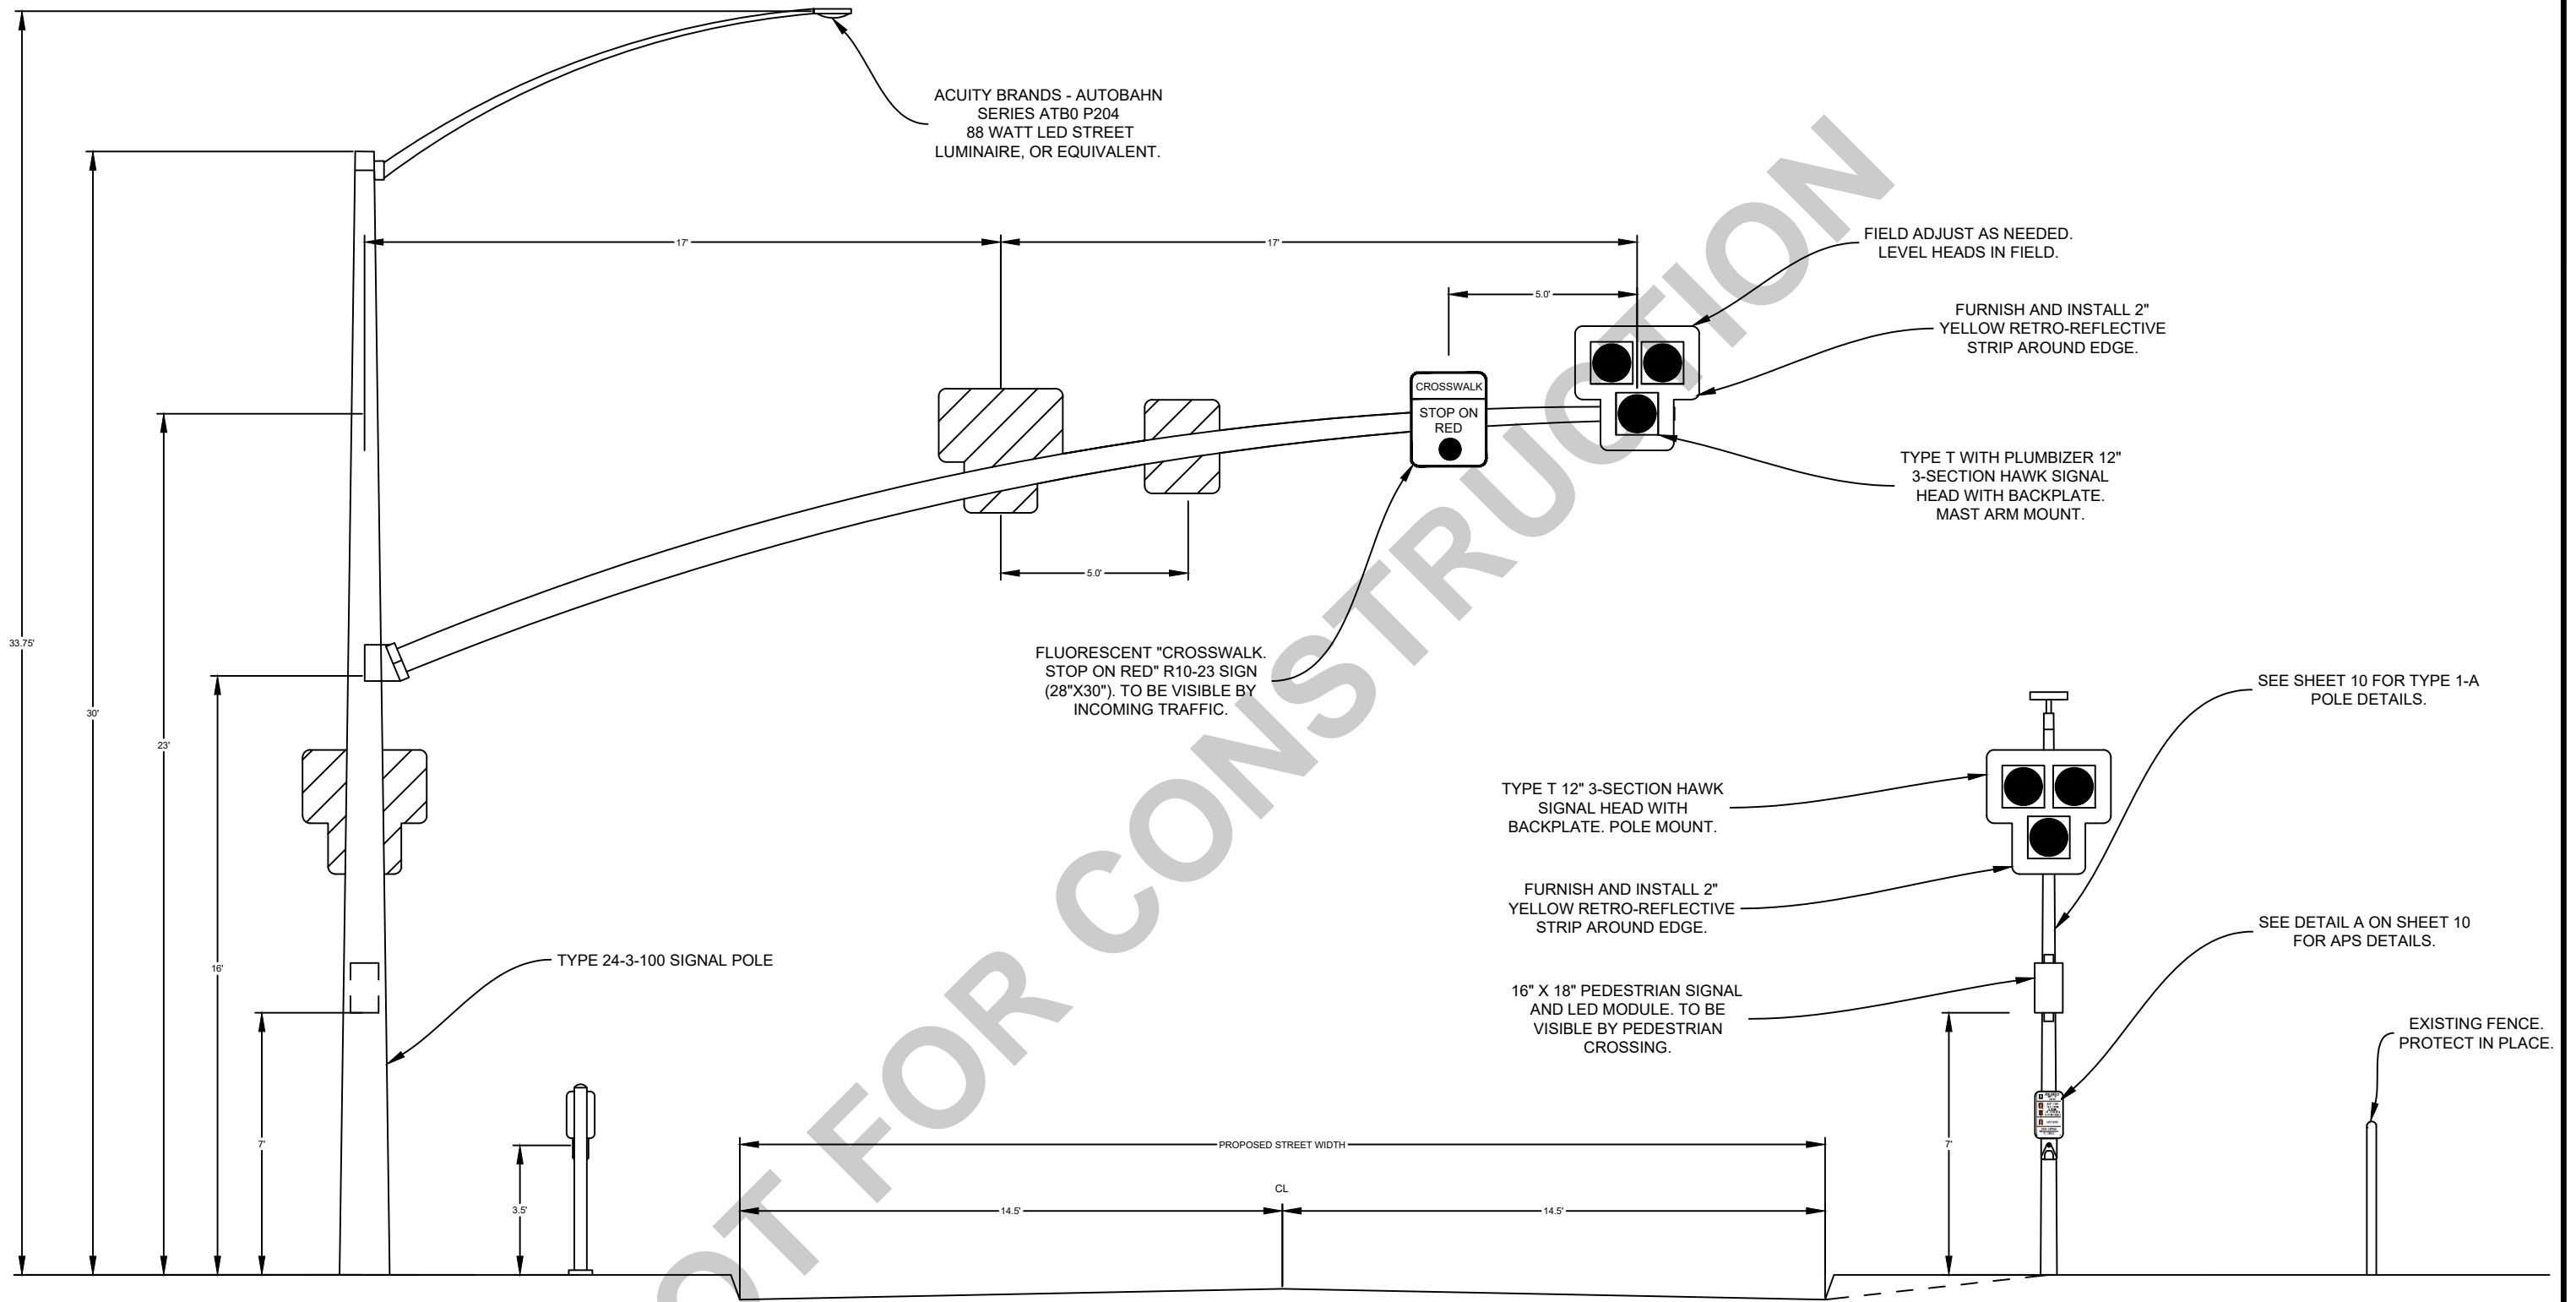 ACUITY BRANDS - AUTOBAHN
SERIES ATB0 P204
88 WATT LED STREET
LUMINAIRE, OR EQUIVALENT.
17'
17'
FIELD ADJUST AS NEEDED.
LEVEL HEADS IN FIELD.
5.0'
FURNISH AND INSTALL 2"
YELLOW RETRO-REFLECTIVE
STRIP AROUND EDGE.
CROSSWALK
STOP ON
RED
TYPE T WITH PLUMBIZER 12"
3-SECTION HAWK SIGNAL
HEAD WITH BACKPLATE.
MAST ARM MOUNT.
5.0'
33.75'
30'
23'
16'
7'
3.5'
FLUORESCENT "CROSSWALK.
STOP ON RED" R10-23 SIGN
(28"X30"). TO BE VISIBLE BY
INCOMING TRAFFIC.
SEE SHEET 10 FOR TYPE 1-A
POLE DETAILS.
TYPE T 12" 3-SECTION HAWK
SIGNAL HEAD WITH
BACKPLATE. POLE MOUNT.
FURNISH AND INSTALL 2"
YELLOW RETRO-REFLECTIVE
STRIP AROUND EDGE.
SEE DETAIL A ON SHEET 10
FOR APS DETAILS.
TYPE 24-3-100 SIGNAL POLE
16" X 18" PEDESTRIAN SIGNAL
AND LED MODULE. TO BE
VISIBLE BY PEDESTRIAN
CROSSING.
EXISTING FENCE.
PROTECT IN PLACE.
7'
PROPOSED STREET WIDTH
CL
14.5'
14.5'
OT FOR CONSTRUCTION